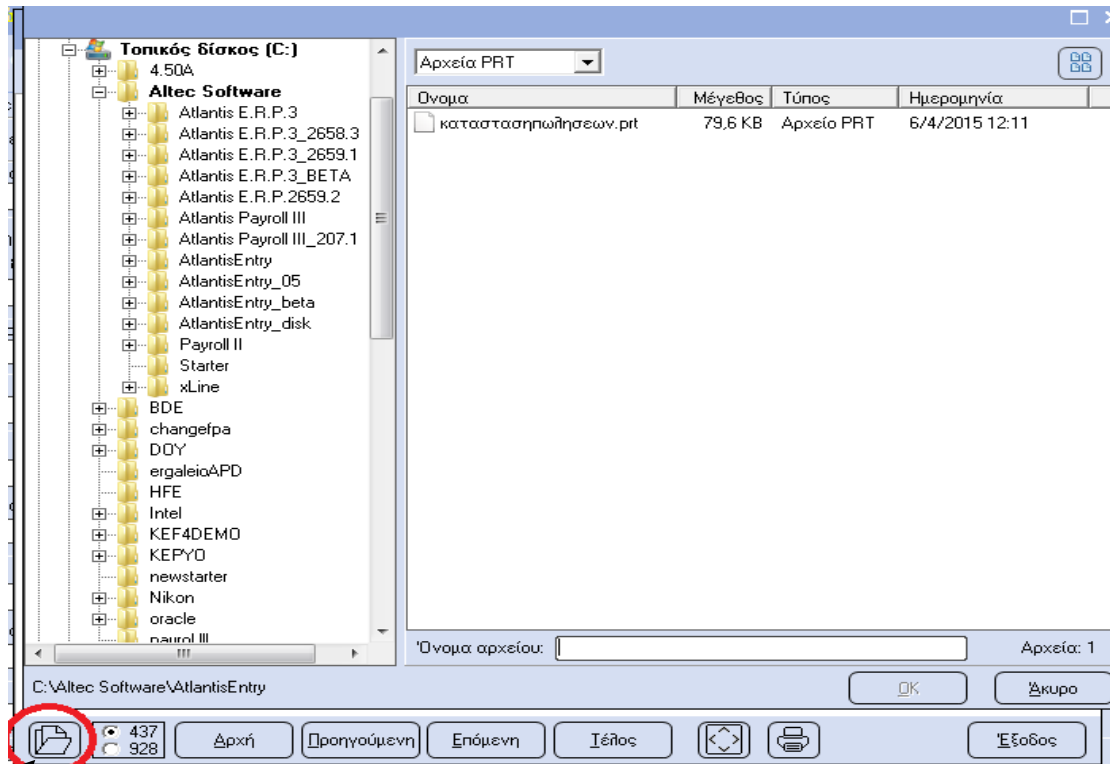 Τοπικός δίσκος (C:)
4.50A
Altec Software
Atlantis E.R.P.3
Atlantis E.R.P.3_2658.3
Atlantis E.R.P.3_2659.1
Atlantis E.R.P.3_BETA
Atlantis E.R.P.2659.2
Atlantis Payroll III
Atlantis Payroll III_207.1
AtlantisEntry
AtlantisEntry_05
AtlantisEntry_beta
AtlantisEntry_disk
Payroll II
Starter
xLine
BDE
changefpa
DOY
ergaleioAPD
HFE
Intel
KEF4DEMO
KEPYO
newstarter
Nikon
oracle
payrol III
Αρχεία PRT
Όνομα Μέγεθος Τύπος Ημερομηνία
καταστασηπωλησεων.prt 79,6 KB Αρχείο PRT 6/4/2015 12:11
Όνομα αρχείου: Αρχεία: 1
C:\Altec Software\AtlantisEntry OK Άκυρο
437
928
Αρχή Προηγούμενη Επόμενη Τέλος Έξοδος